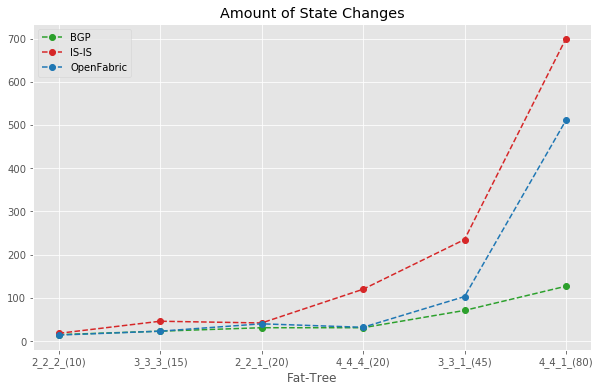 Amount of State Changes
BGP
IS-IS
OpenFabric
700
600
500
400
300
200
100
0
2_2_2_(10) 3_3_3_(15) 2_2_1_(20) 4_4_4_(20) 3_3_1_(45) 4_4_1_(80)
Fat-Tree